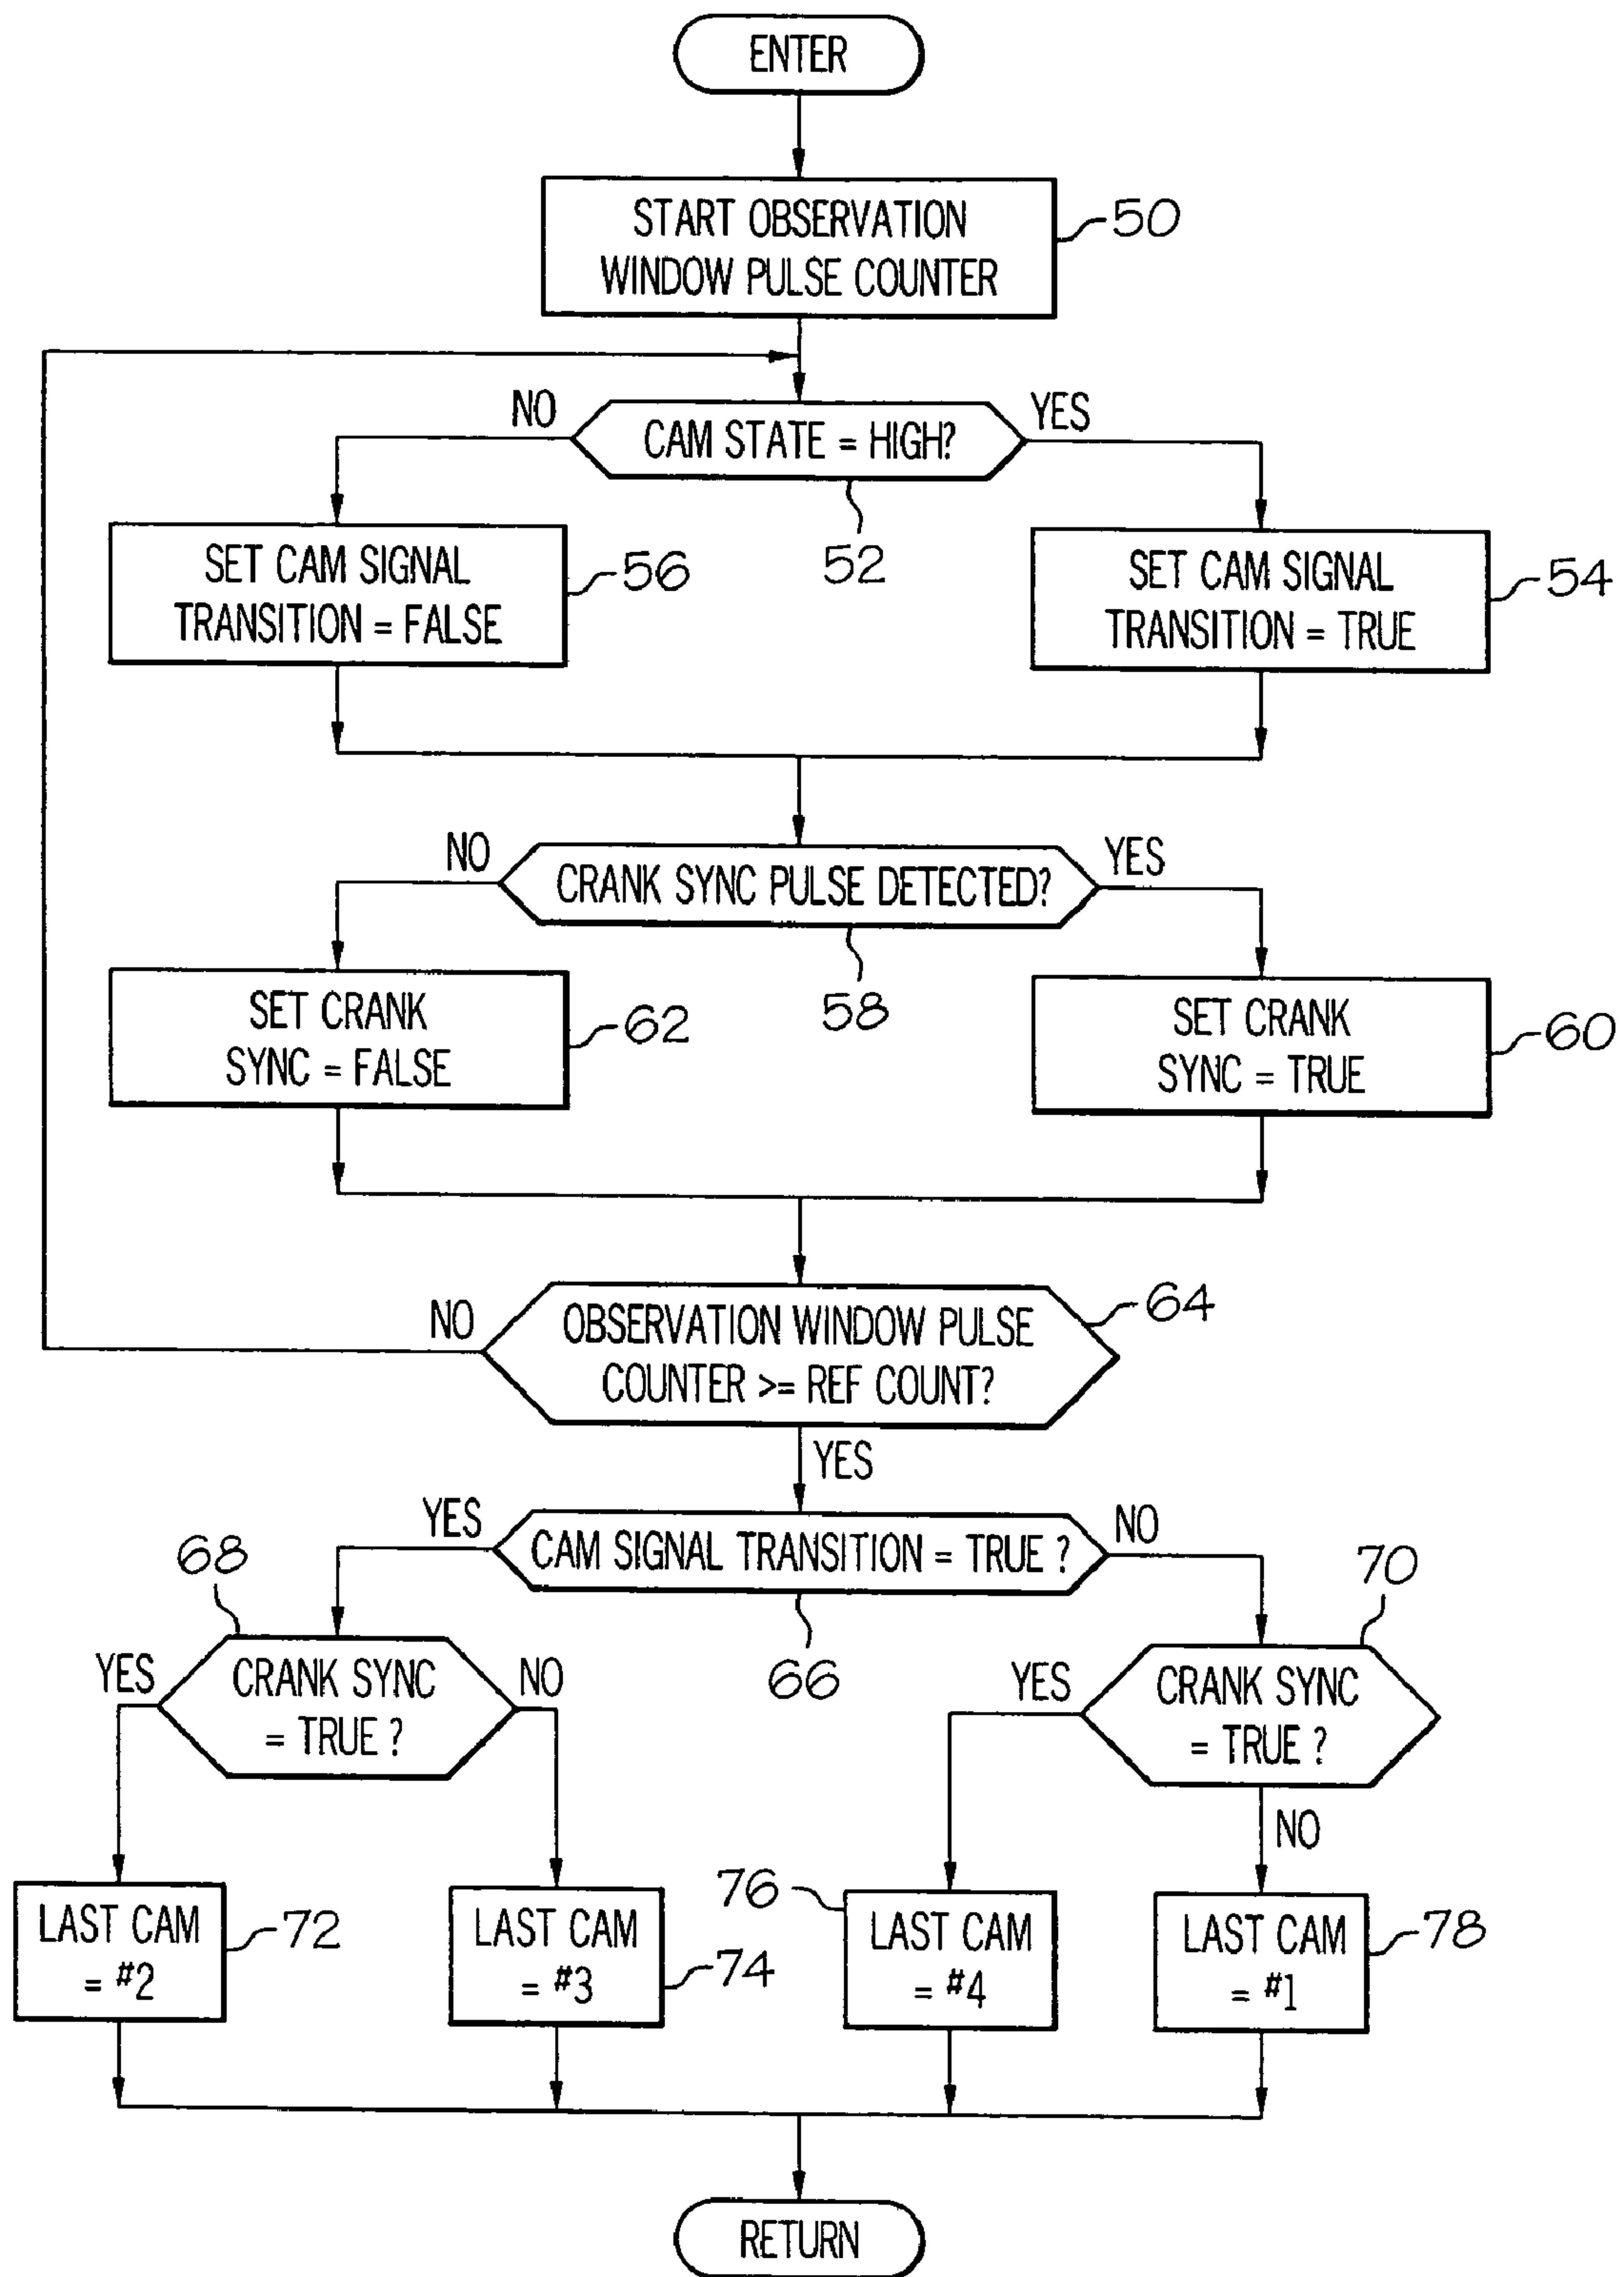 ENTER
START OBSERVATION
WINDOW PULSE COUNTER
50
NO
YES
CAM STATE = HIGH?
52
SET CAM SIGNAL
TRANSITION = FALSE
56
SET CAM SIGNAL
TRANSITION = TRUE
54
NO
YES
CRANK SYNC PULSE DETECTED?
58
SET CRANK
SYNC = FALSE
62
SET CRANK
SYNC = TRUE
60
NO
OBSERVATION WINDOW PULSE
COUNTER >= REF COUNT?
64
YES
YES
CAM SIGNAL TRANSITION = TRUE ?
NO
66
68
YES
CRANK SYNC
= TRUE ?
NO
70
YES
CRANK SYNC
= TRUE ?
NO
LAST CAM
= #2
72
LAST CAM
= #3
74
76
LAST CAM
= #4
LAST CAM
= #1
78
RETURN